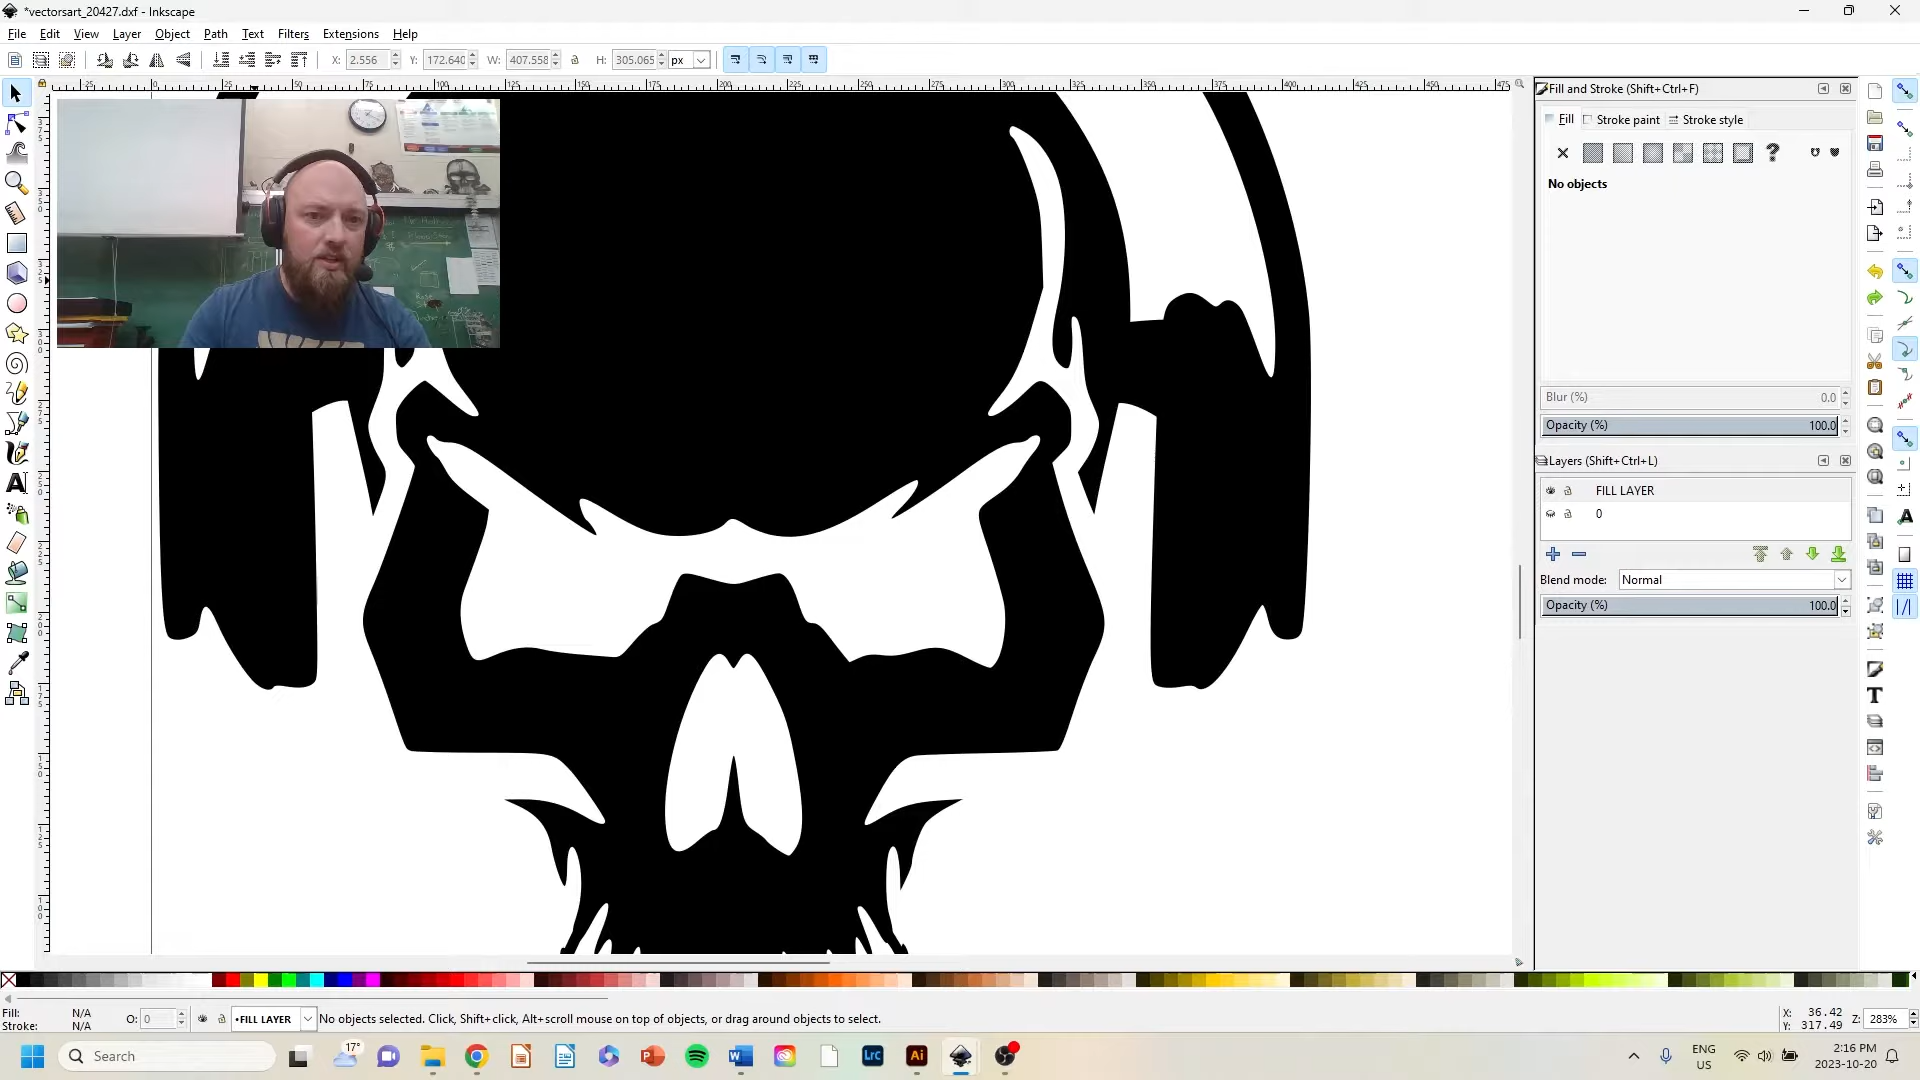 *vectorsart_20427.dxf - Inkscape
File Edit View Layer Object Path Text Filters Extensions Help
X: 2.556 Y: 172.640 W: 407.558 H: 305.065 px
Fill and Stroke (Shift+Ctrl+F)
Fill Stroke paint Stroke style
No objects
Blur (%) 0.0
Opacity (%) 100.0
Layers (Shift+Ctrl+L)
FILL LAYER
0
Blend mode: Normal
Opacity (%) 100.0
Fill: N/A
Stroke: N/A
O: 0
•FILL LAYER
No objects selected. Click, Shift+click, Alt+scroll mouse on top of objects, or drag around objects to select.
X: 36.42
Y: 317.49
Z: 283%
Search
17°
Lrc
Ai
ENG
US
2:16 PM
2023-10-20